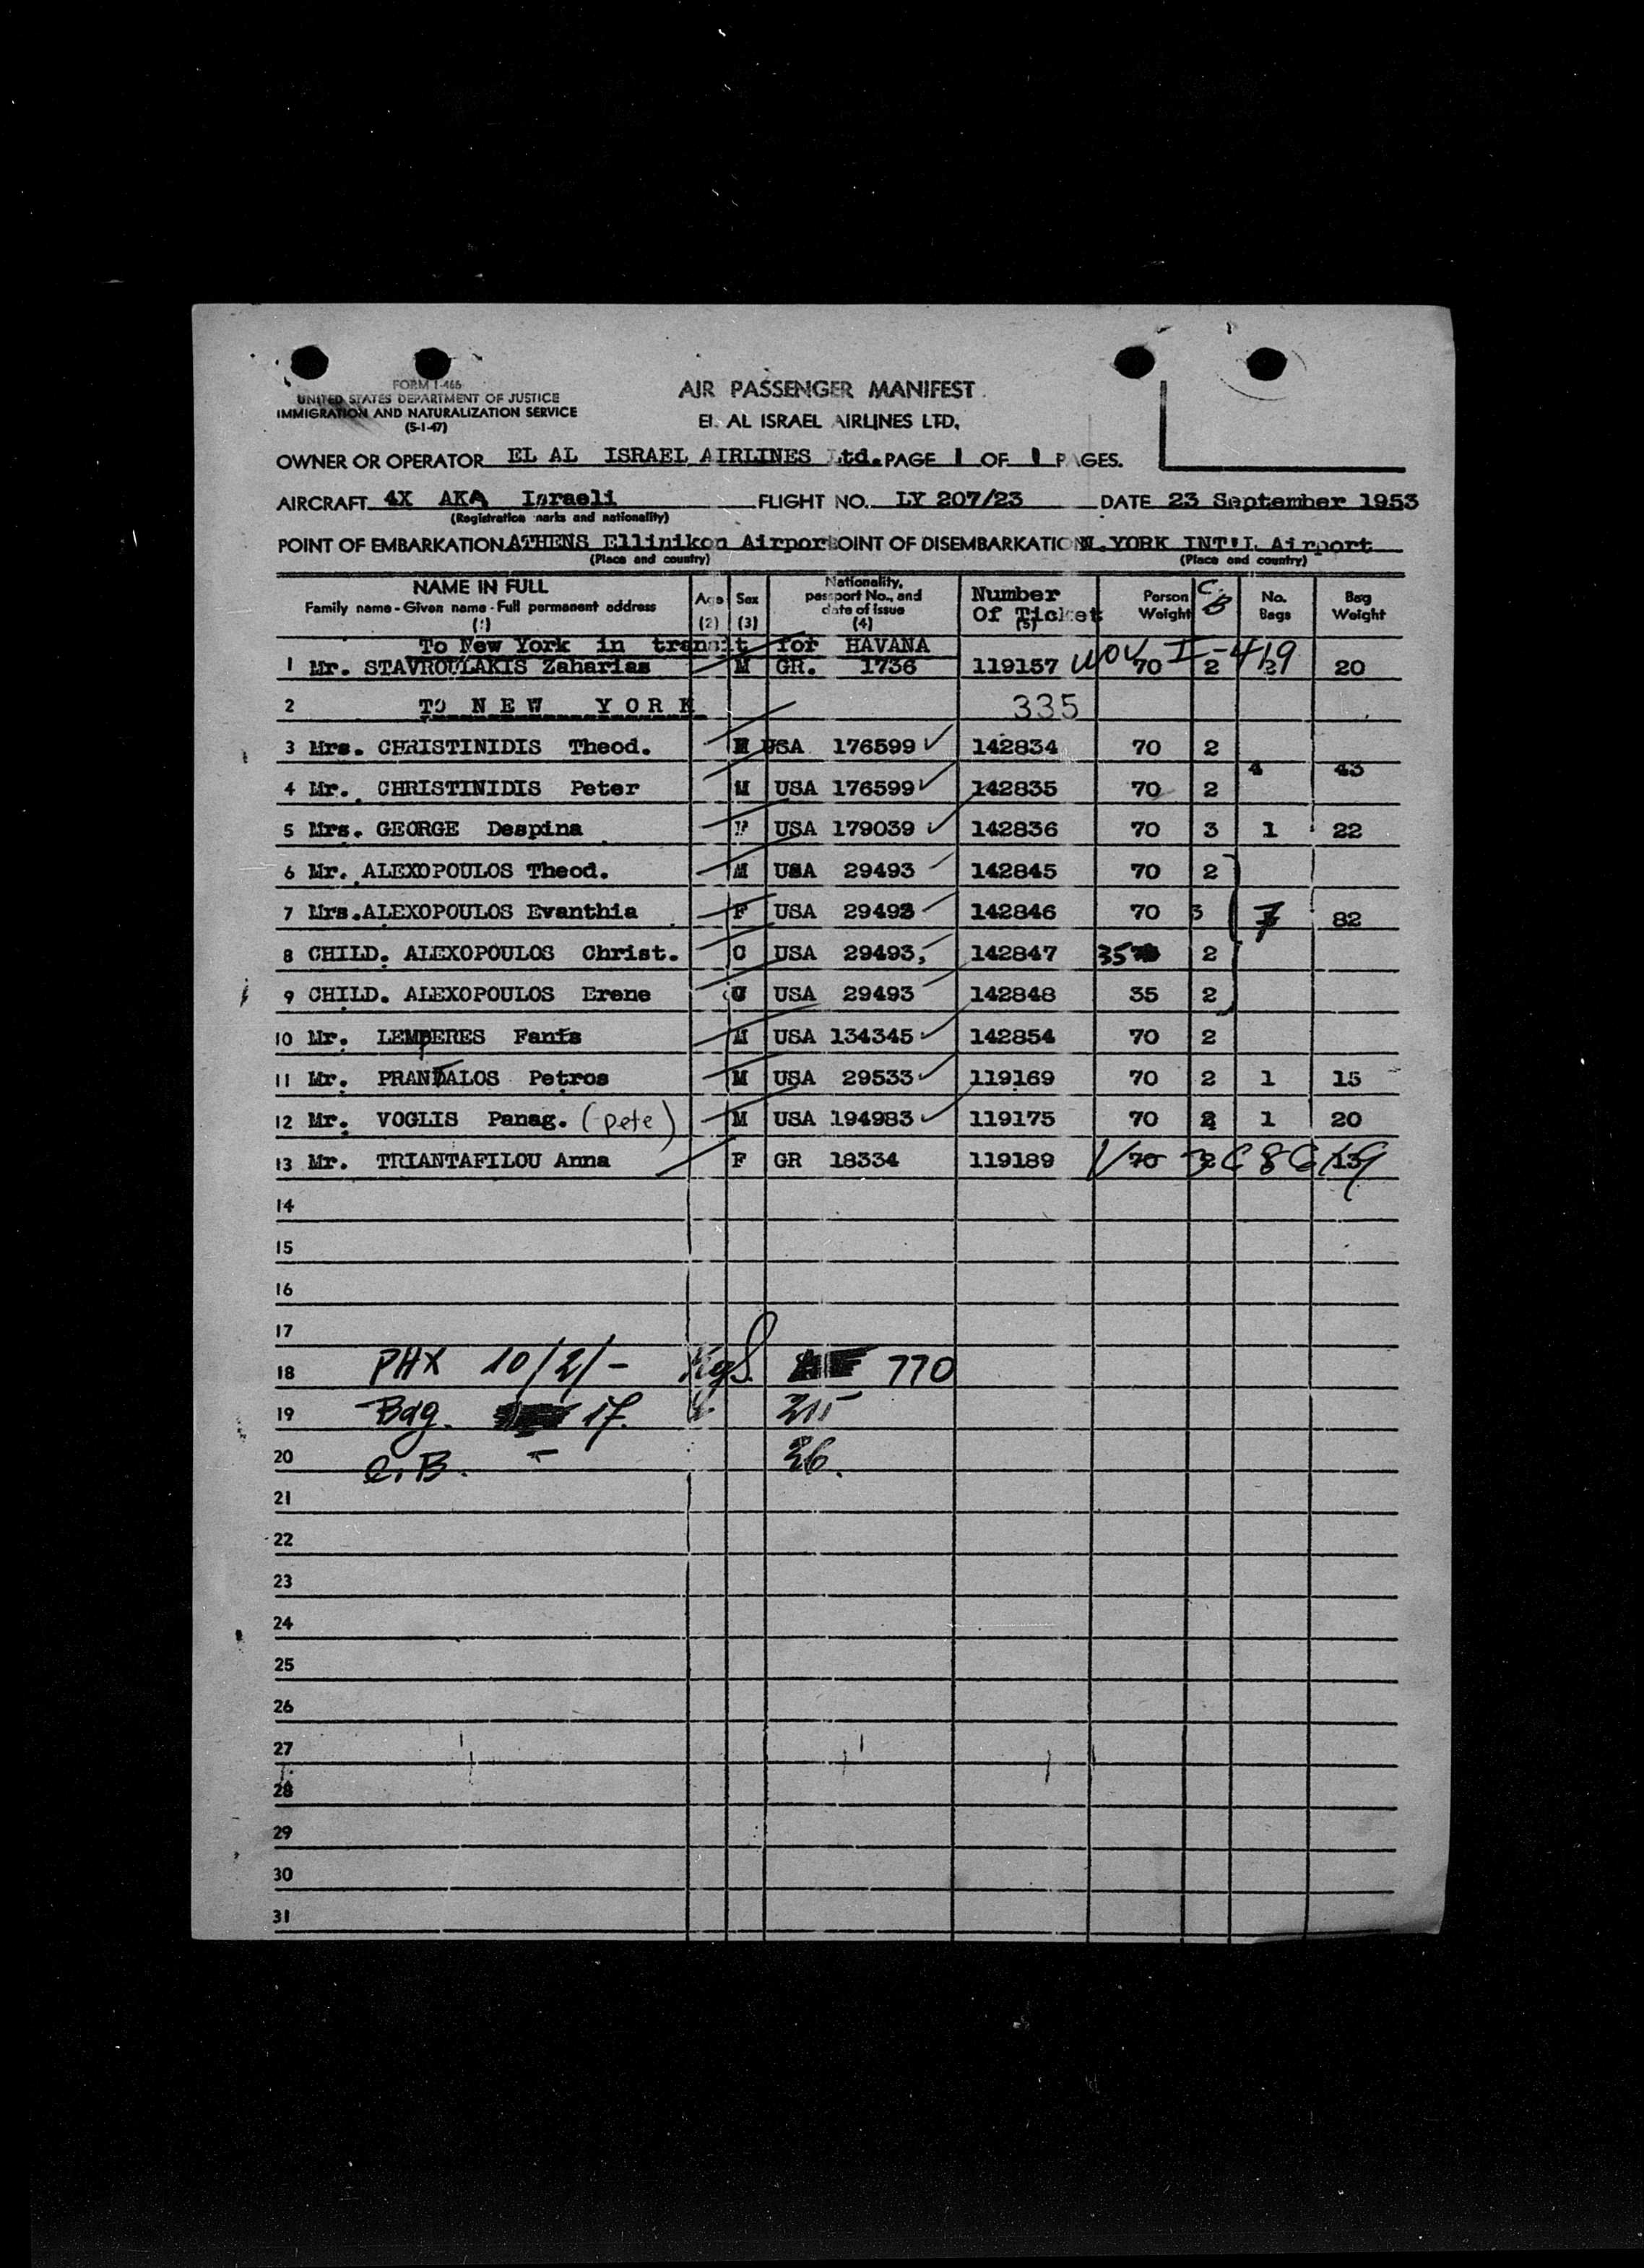 FORM I-466
UNITED STATES DEPARTMENT OF JUSTICE
IMMIGRATION AND NATURALIZATION SERVICE
(5-1-47)
AIR PASSENGER MANIFEST
EL AL ISRAEL AIRLINES LTD.
OWNER OR OPERATOR EL AL ISRAEL AIRLINES Ltd. PAGE 1 OF 1 PAGES.
AIRCRAFT 4X AKA Israeli FLIGHT NO. LY 207/23 DATE 23 September 1953
(Registration marks and nationality)
POINT OF EMBARKATION ATHENS Ellinikon Airport POINT OF DISEMBARKATION N.YORK INT'L Airport
(Place and country) (Place and country)
NAME IN FULL
Family name - Given name - Full permanent address
(1)
Age (2)
Sex (3)
Nationality, passport No., and date of issue (4)
Number Of Ticket (5)
Person Weight
C.B
No. Bags
Bag Weight
To New York in transit for HAVANA
1 Mr. STAVROULAKIS Zaharias M GR. 1736 119157 70 2 2 20
2 TO NEW YORK 335
3 Mrs. CHRISTINIDIS Theod. USA 176599 142834 70 2
4 43
4 Mr. CHRISTINIDIS Peter M USA 176599 142835 70 2
5 Mrs. GEORGE Despina F USA 179039 142836 70 3 1 22
6 Mr. ALEXOPOULOS Theod. M USA 29493 142845 70 2
7 Mrs. ALEXOPOULOS Evanthia F USA 29493 142846 70 3 7 82
8 CHILD. ALEXOPOULOS Christ. C USA 29493, 142847 35 2
9 CHILD. ALEXOPOULOS Erene C USA 29493 142848 35 2
10 Mr. LEMPERES Fanis M USA 134345 142854 70 2
11 Mr. PRANDALOS Petros M USA 29533 119169 70 2 1 15
12 Mr. VOGLIS Panag. (pete) M USA 194983 119175 70 2 1 20
13 Mr. TRIANTAFILOU Anna F GR 18334 119189 70 2 13
14
15
16
17
18 PHX 10/2/- Kgs. 770
19 Bag. 17. 215
20 C.B. - 26.
21
22
23
24
25
26
27
28
29
30
31